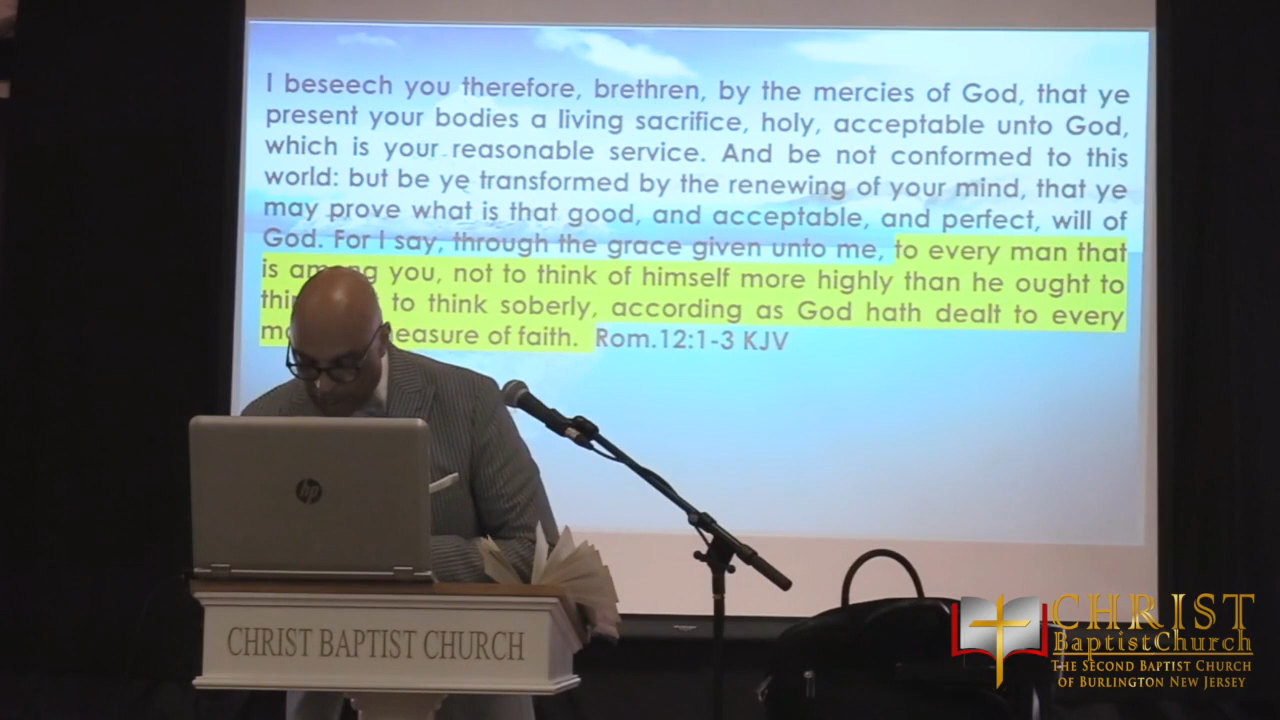 I beseech you therefore, brethren, by the mercies of God, that ye
present your bodies a living sacrifice, holy, acceptable unto God,
which is your reasonable service. And be not conformed to this
world: but be ye transformed by the renewing of your mind, that ye
may prove what is that good, and acceptable, and perfect, will of
God. For I say, through the grace given unto me, to every man that
is among you, not to think of himself more highly than he ought to
to think soberly, according as God hath dealt to every
measure of faith. Rom.12:1-3 KJV
hp
CHRIST BAPTIST CHURCH
CHRIST
BaptistChurch
THE SECOND BAPTIST CHURCH
OF BURLINGTON NEW JERSEY